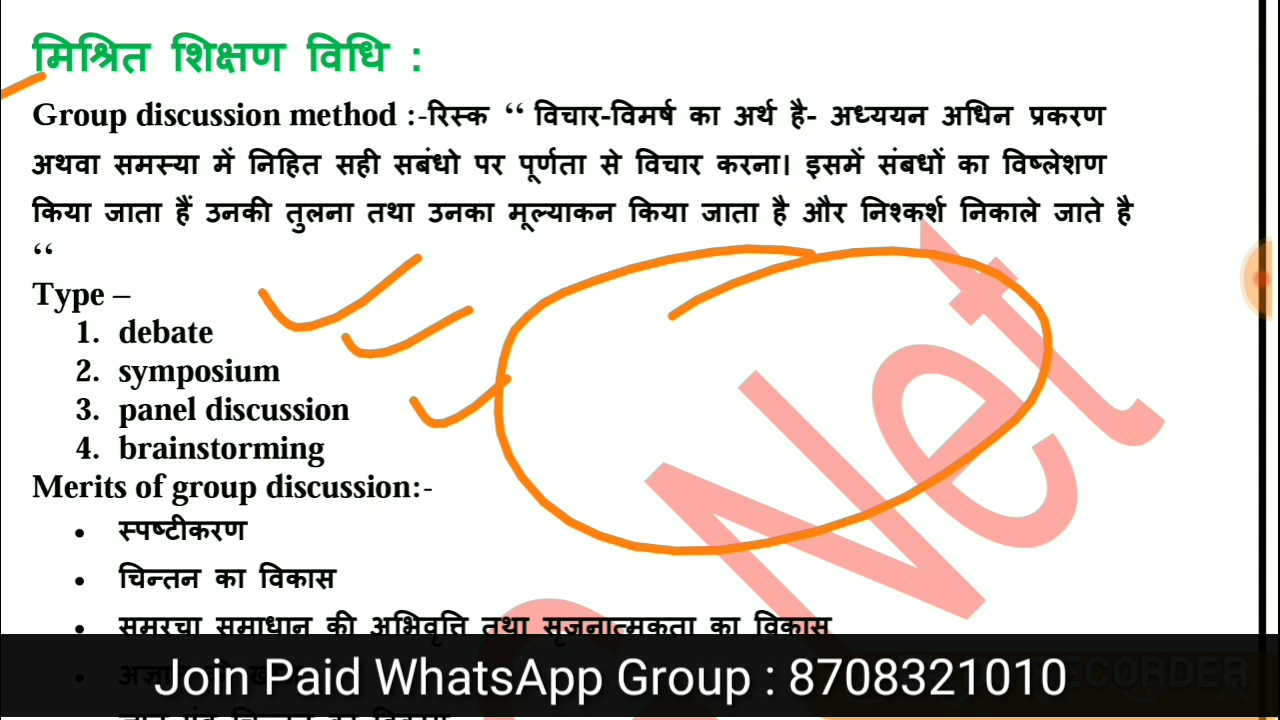 मिश्रित शिक्षण विधि :
Group discussion method :-रिस्क “ विचार-विमर्ष का अर्थ है- अध्ययन अधिन प्रकरण
अथवा समस्या में निहित सही सबंधो पर पूर्णता से विचार करना। इसमें संबधों का विष्लेशण
किया जाता हैं उनकी तुलना तथा उनका मूल्याकन किया जाता है और निश्कर्श निकाले जाते है
“
Type –
1. debate
2. symposium
3. panel discussion
4. brainstorming
Merits of group discussion:-
• स्पष्टीकरण
• चिन्तन का विकास
• समाधान की अभिवृत्ति तथा सृजनात्मकता का विकास
Join Paid WhatsApp Group : 8708321010
RECORDER
Net